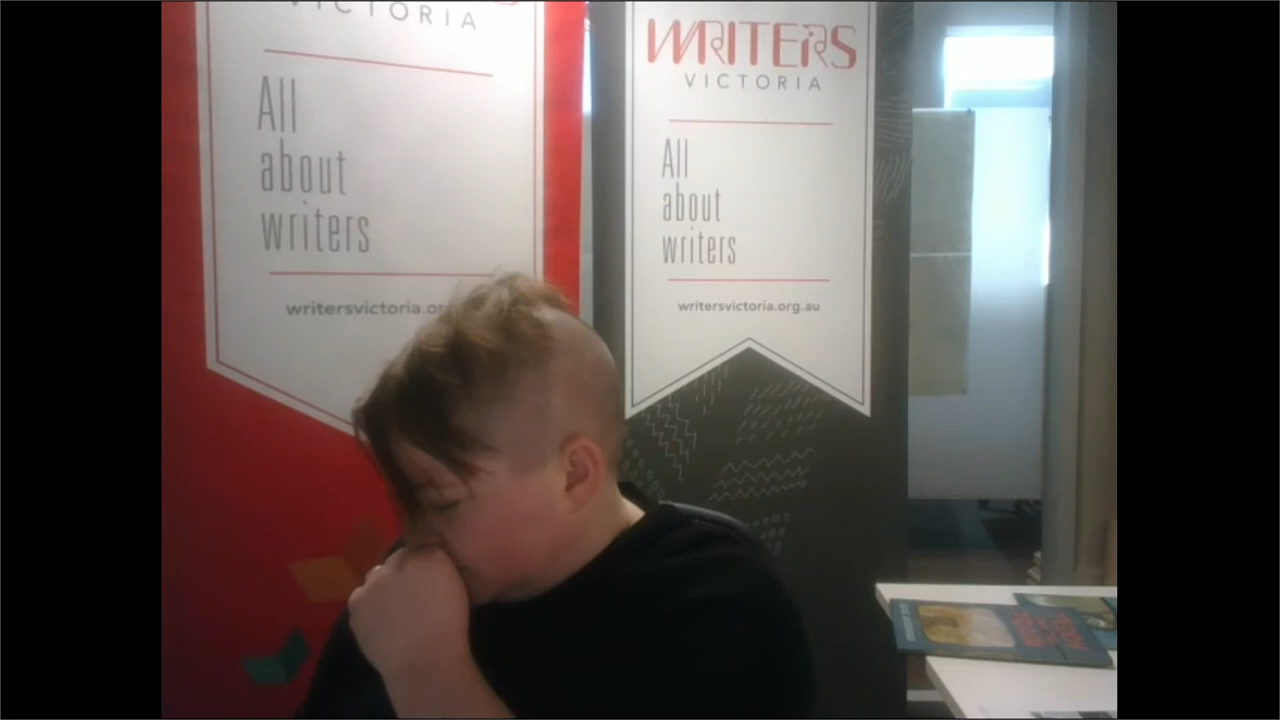 VICTORIA
All
about
writers
writersvictoria.or
WRITERS
VICTORIA
All
about
writers
writersvictoria.org.au